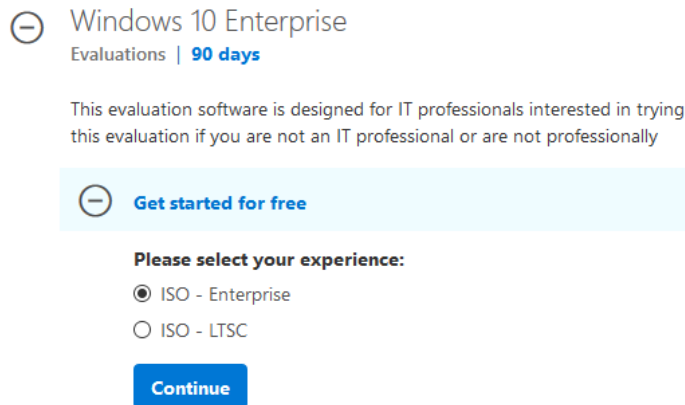 Windows 10 Enterprise
Evaluations | 90 days
This evaluation software is designed for IT professionals interested in trying
this evaluation if you are not an IT professional or are not professionally
Get started for free
Please select your experience:
ISO - Enterprise
ISO - LTSC
Continue